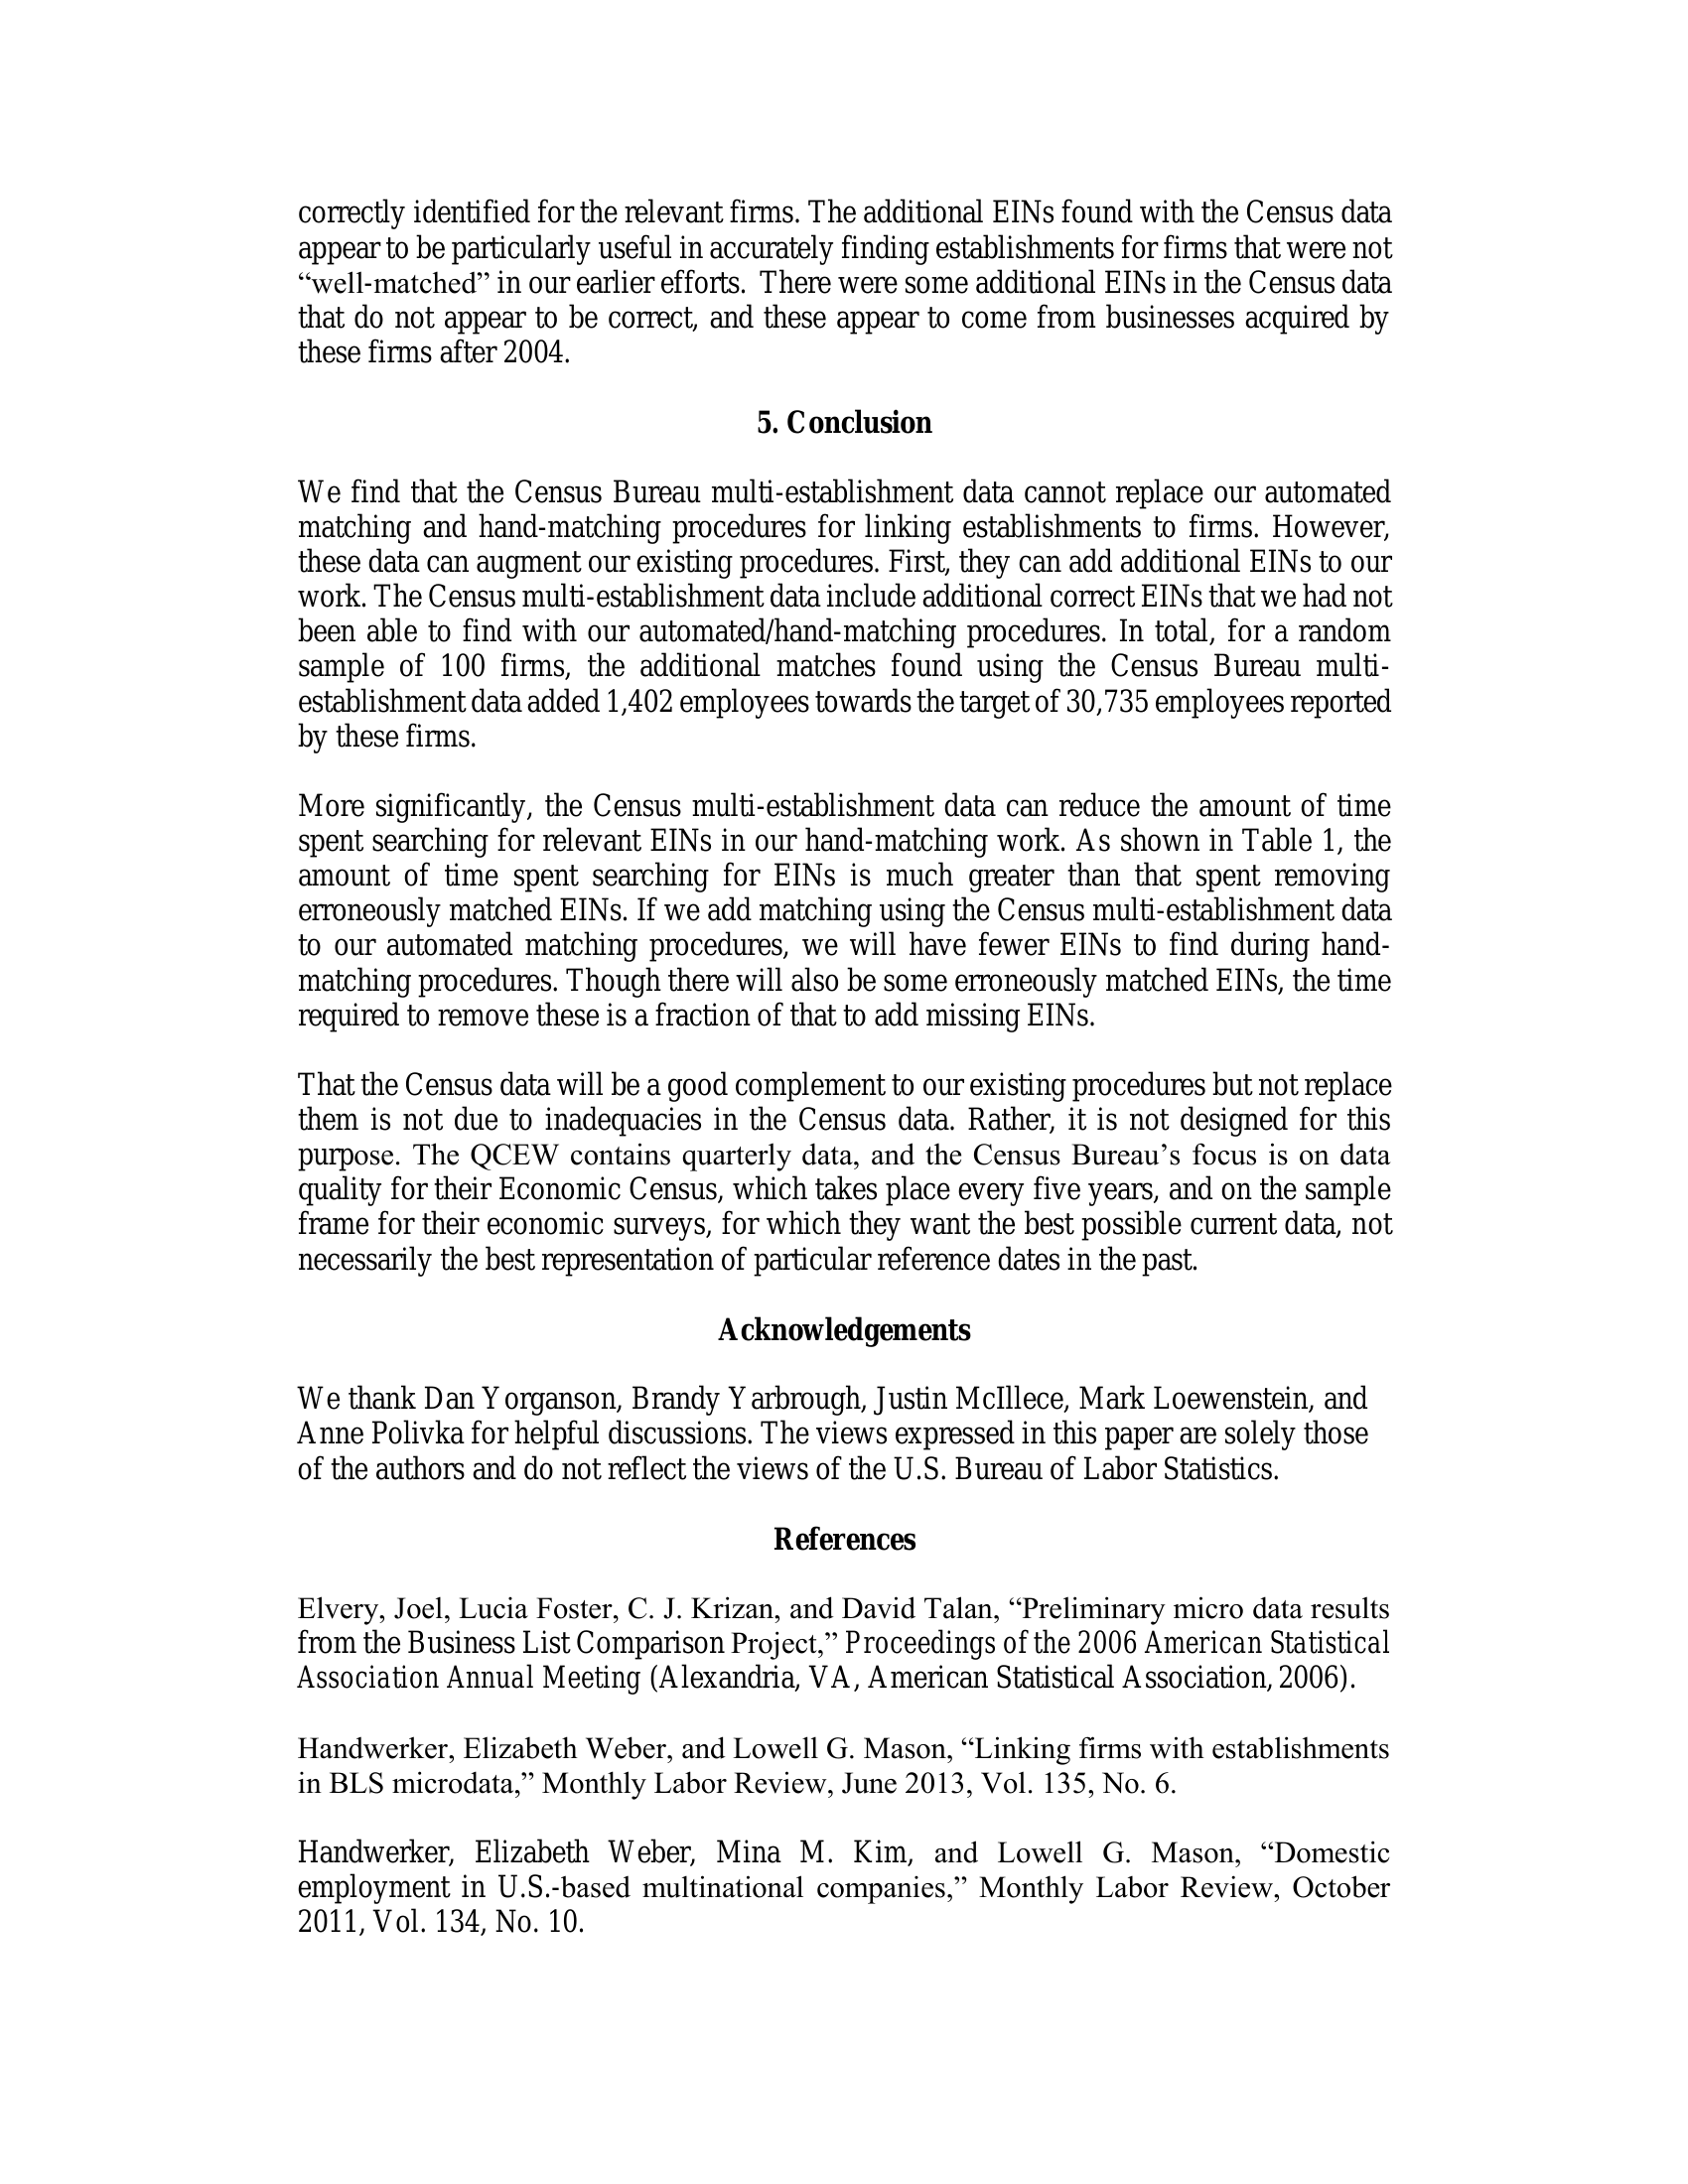 correctly identified for the relevant firms. The additional EINs found with the Census data
appear to be particularly useful in accurately finding establishments for firms that were not
“well-matched” in our earlier efforts.  There were some additional EINs in the Census data
that do not appear to be correct, and these appear to come from businesses acquired by
these firms after 2004.
5. Conclusion
We find that the Census Bureau multi-establishment data cannot replace our automated
matching and hand-matching procedures for linking establishments to firms. However,
these data can augment our existing procedures. First, they can add additional EINs to our
work. The Census multi-establishment data include additional correct EINs that we had not
been able to find with our automated/hand-matching procedures. In total, for a random
sample of 100 firms, the additional matches found using the Census Bureau multi-
establishment data added 1,402 employees towards the target of 30,735 employees reported
by these firms.
More significantly, the Census multi-establishment data can reduce the amount of time
spent searching for relevant EINs in our hand-matching work. As shown in Table 1, the
amount of time spent searching for EINs is much greater than that spent removing
erroneously matched EINs. If we add matching using the Census multi-establishment data
to our automated matching procedures, we will have fewer EINs to find during hand-
matching procedures. Though there will also be some erroneously matched EINs, the time
required to remove these is a fraction of that to add missing EINs.
That the Census data will be a good complement to our existing procedures but not replace
them is not due to inadequacies in the Census data. Rather, it is not designed for this
purpose. The QCEW contains quarterly data, and the Census Bureau’s focus is on data
quality for their Economic Census, which takes place every five years, and on the sample
frame for their economic surveys, for which they want the best possible current data, not
necessarily the best representation of particular reference dates in the past.
Acknowledgements
We thank Dan Yorganson, Brandy Yarbrough, Justin McIllece, Mark Loewenstein, and
Anne Polivka for helpful discussions. The views expressed in this paper are solely those
of the authors and do not reflect the views of the U.S. Bureau of Labor Statistics.
References
Elvery, Joel, Lucia Foster, C. J. Krizan, and David Talan, “Preliminary micro data results
from the Business List Comparison Project,” Proceedings of the 2006 American Statistical
Association Annual Meeting (Alexandria, VA, American Statistical Association, 2006).
Handwerker, Elizabeth Weber, and Lowell G. Mason, “Linking firms with establishments
in BLS microdata,” Monthly Labor Review, June 2013, Vol. 135, No. 6.
Handwerker, Elizabeth Weber, Mina M. Kim, and Lowell G. Mason, “Domestic
employment in U.S.-based multinational companies,” Monthly Labor Review, October
2011, Vol. 134, No. 10.